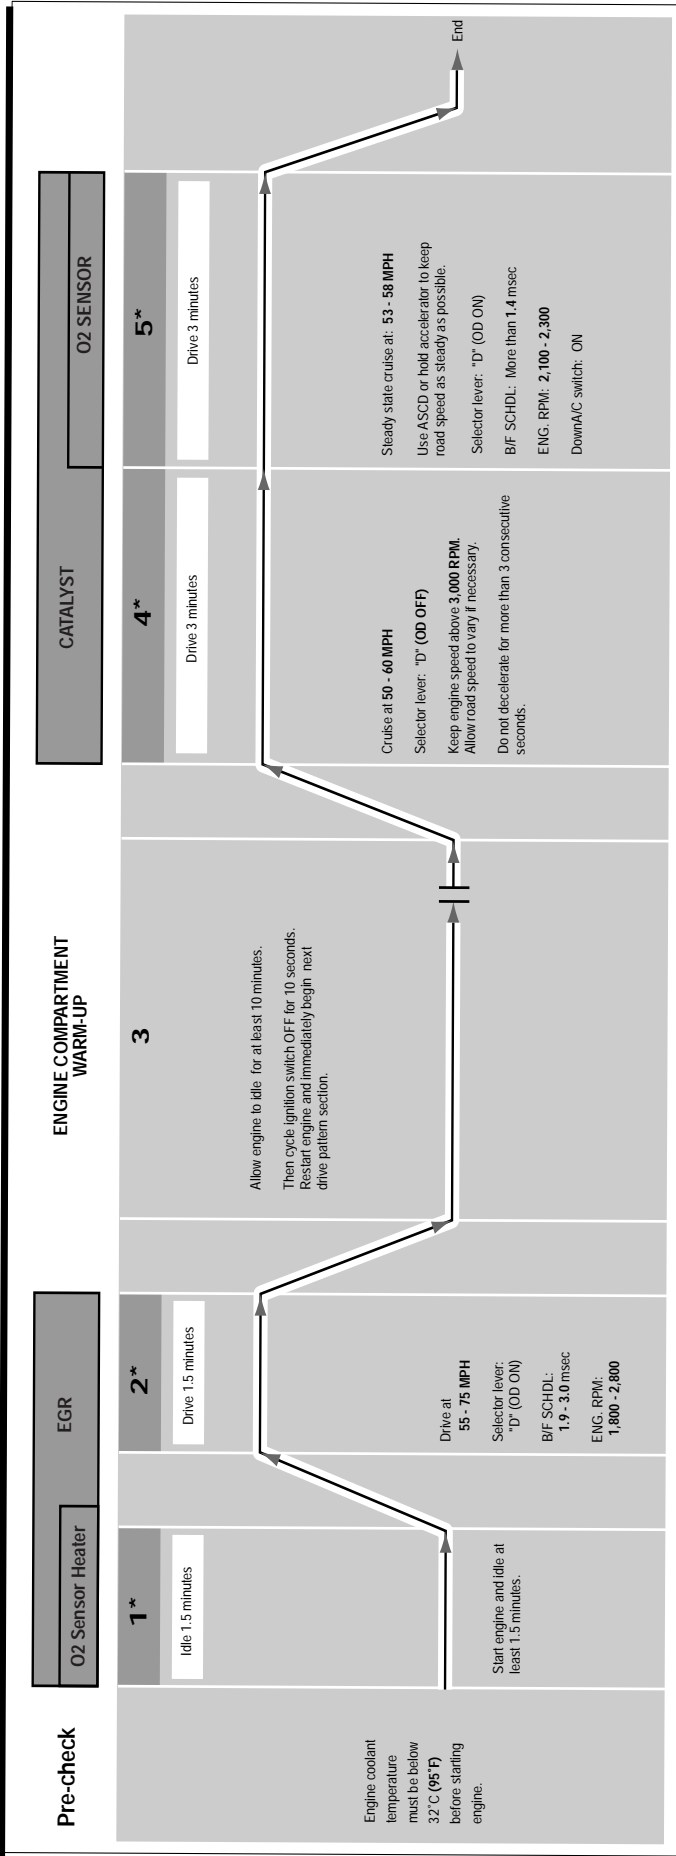 Pre-check
Engine coolant
temperature
must be below
32˚C (95˚F)
before starting
engine.
EGR
O2 Sensor Heater
1*
Idle 1.5 minutes
Start engine and idle at
least 1.5 minutes.
2*
Drive 1.5 minutes
Drive at
55 - 75 MPH
Selector lever:
"D" (OD ON)
B/F SCHDL:
1.9 - 3.0 msec
ENG. RPM:
1,800 - 2,800
ENGINE COMPARTMENT
WARM-UP
3
Allow engine to idle for at least 10 minutes.
Then cycle ignition switch OFF for 10 seconds.
Restart engine and immediately begin next
drive pattern section.
CATALYST
4*
Drive 3 minutes
Cruise at 50 - 60 MPH
Selector lever: "D" (OD OFF)
Keep engine speed above 3,000 RPM.
Allow road speed to vary if necessary.
Do not decelerate for more than 3 consecutive
seconds.
O2 SENSOR
5*
Drive 3 minutes
Steady state cruise at: 53 - 58 MPH
Use ASCD or hold accelerator to keep
road speed as steady as possible.
Selector lever: "D" (OD ON)
B/F SCHDL: More than 1.4 msec
ENG. RPM: 2,100 - 2,300
DownA/C switch: ON
End